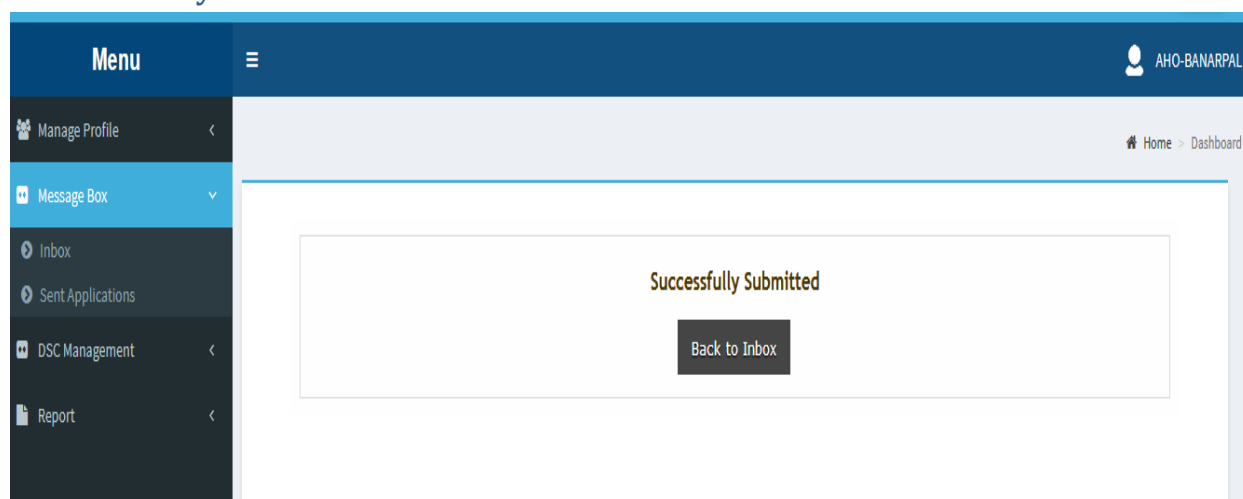 Menu
AHO-BANARPAL
Manage Profile
Home > Dashboard
Message Box
Inbox
Sent Applications
DSC Management
Report
Successfully Submitted
Back to Inbox